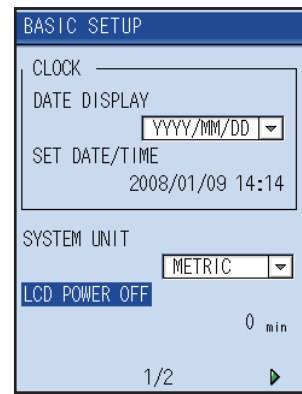 BASIC SETUP
CLOCK
DATE DISPLAY
YYYY/MM/DD
SET DATE/TIME
2008/01/09 14:14
SYSTEM UNIT
METRIC
LCD POWER OFF
0 min
1/2